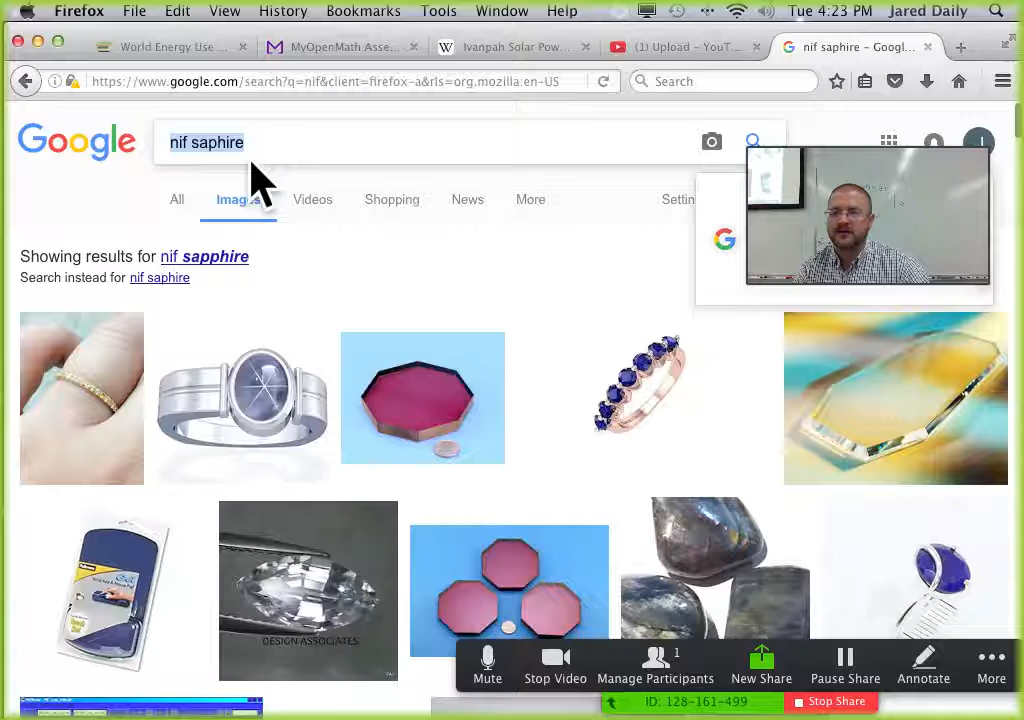 Firefox File Edit View History Bookmarks Tools Window Help Tue 4:23 PM Jared Daily
World Energy Use ... MyOpenMath Asse... Ivanpah Solar Pow... (1) Upload – YouT... nif saphire – Googl...
https://www.google.com/search?q=nif&client=firefox-a&rls=org.mozilla:en-US Search
Google nif saphire
All Images Videos Shopping News More Settin
Showing results for nif sapphire
Search instead for nif saphire
DESIGN ASSOCIATES
Mute Stop Video Manage Participants 1 New Share Pause Share Annotate More
ID: 128-161-499 Stop Share